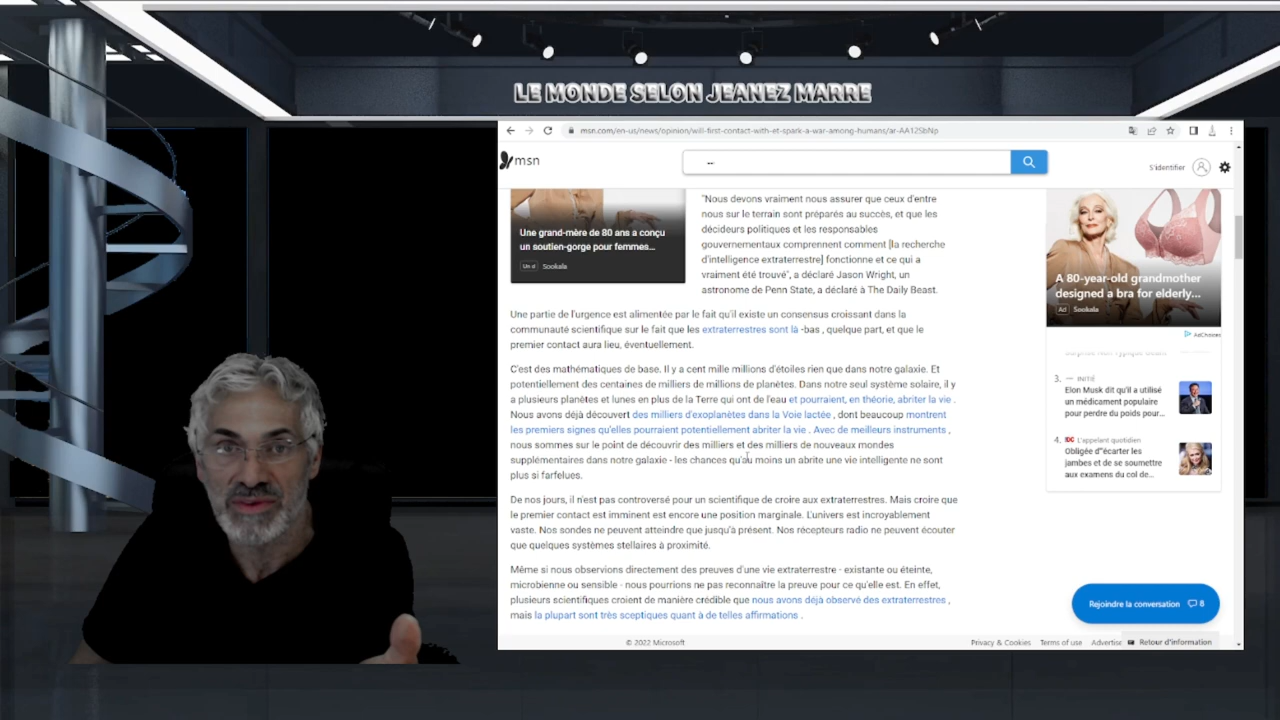 LE MONDE SELON JEANEZ MARRE
msn.com/en-us/news/opinion/will-first-contact-with-et-spark-a-war-among-humans/ar-AA12SbNp
msn
S'identifier
Une grand-mère de 80 ans a conçu
un soutien-gorge pour femmes...
Sookala
"Nous devons vraiment nous assurer que ceux d'entre
nous sur le terrain sont préparés au succès, et que les
décideurs politiques et les responsables
gouvernementaux comprennent comment [la recherche
d'intelligence extraterrestre] fonctionne et ce qui a
vraiment été trouvé", a déclaré Jason Wright, un
astronome de Penn State, a déclaré à The Daily Beast.
Une partie de l'urgence est alimentée par le fait qu'il existe un consensus croissant dans la
communauté scientifique sur le fait que les extraterrestres sont là -bas , quelque part, et que le
premier contact aura lieu, éventuellement.
C'est des mathématiques de base. Il y a cent mille millions d'étoiles rien que dans notre galaxie. Et
potentiellement des centaines de milliers de millions de planètes. Dans notre seul système solaire, il y
a plusieurs planètes et lunes en plus de la Terre qui ont de l'eau et pourraient, en théorie, abriter la vie .
Nous avons déjà découvert des milliers d'exoplanètes dans la Voie lactée , dont beaucoup montrent
les premiers signes qu'elles pourraient potentiellement abriter la vie . Avec de meilleurs instruments ,
nous sommes sur le point de découvrir des milliers et des milliers de nouveaux mondes
supplémentaires dans notre galaxie - les chances qu'au moins un abrite une vie intelligente ne sont
plus si farfelues.
De nos jours, il n'est pas controversé pour un scientifique de croire aux extraterrestres. Mais croire que
le premier contact est imminent est encore une position marginale. L'univers est incroyablement
vaste. Nos sondes ne peuvent atteindre que jusqu'à présent. Nos récepteurs radio ne peuvent écouter
que quelques systèmes stellaires à proximité.
Même si nous observions directement des preuves d'une vie extraterrestre - existante ou éteinte,
microbienne ou sensible - nous pourrions ne pas reconnaître la preuve pour ce qu'elle est. En effet,
plusieurs scientifiques croient de manière crédible que nous avons déjà observé des extraterrestres ,
mais la plupart sont très sceptiques quant à de telles affirmations .
A 80-year-old grandmother
designed a bra for elderly...
Ad Sookala
AdChoices
3. INITIÉ
Elon Musk dit qu'il a utilisé
un médicament populaire
pour perdre du poids pour...
4. L'appelant quotidien
Obligée d'"écarter les
jambes et de se soumettre
aux examens du col de...
Rejoindre la conversation 8
© 2022 Microsoft
Privacy & Cookies
Terms of use
Advertise
Retour d'information